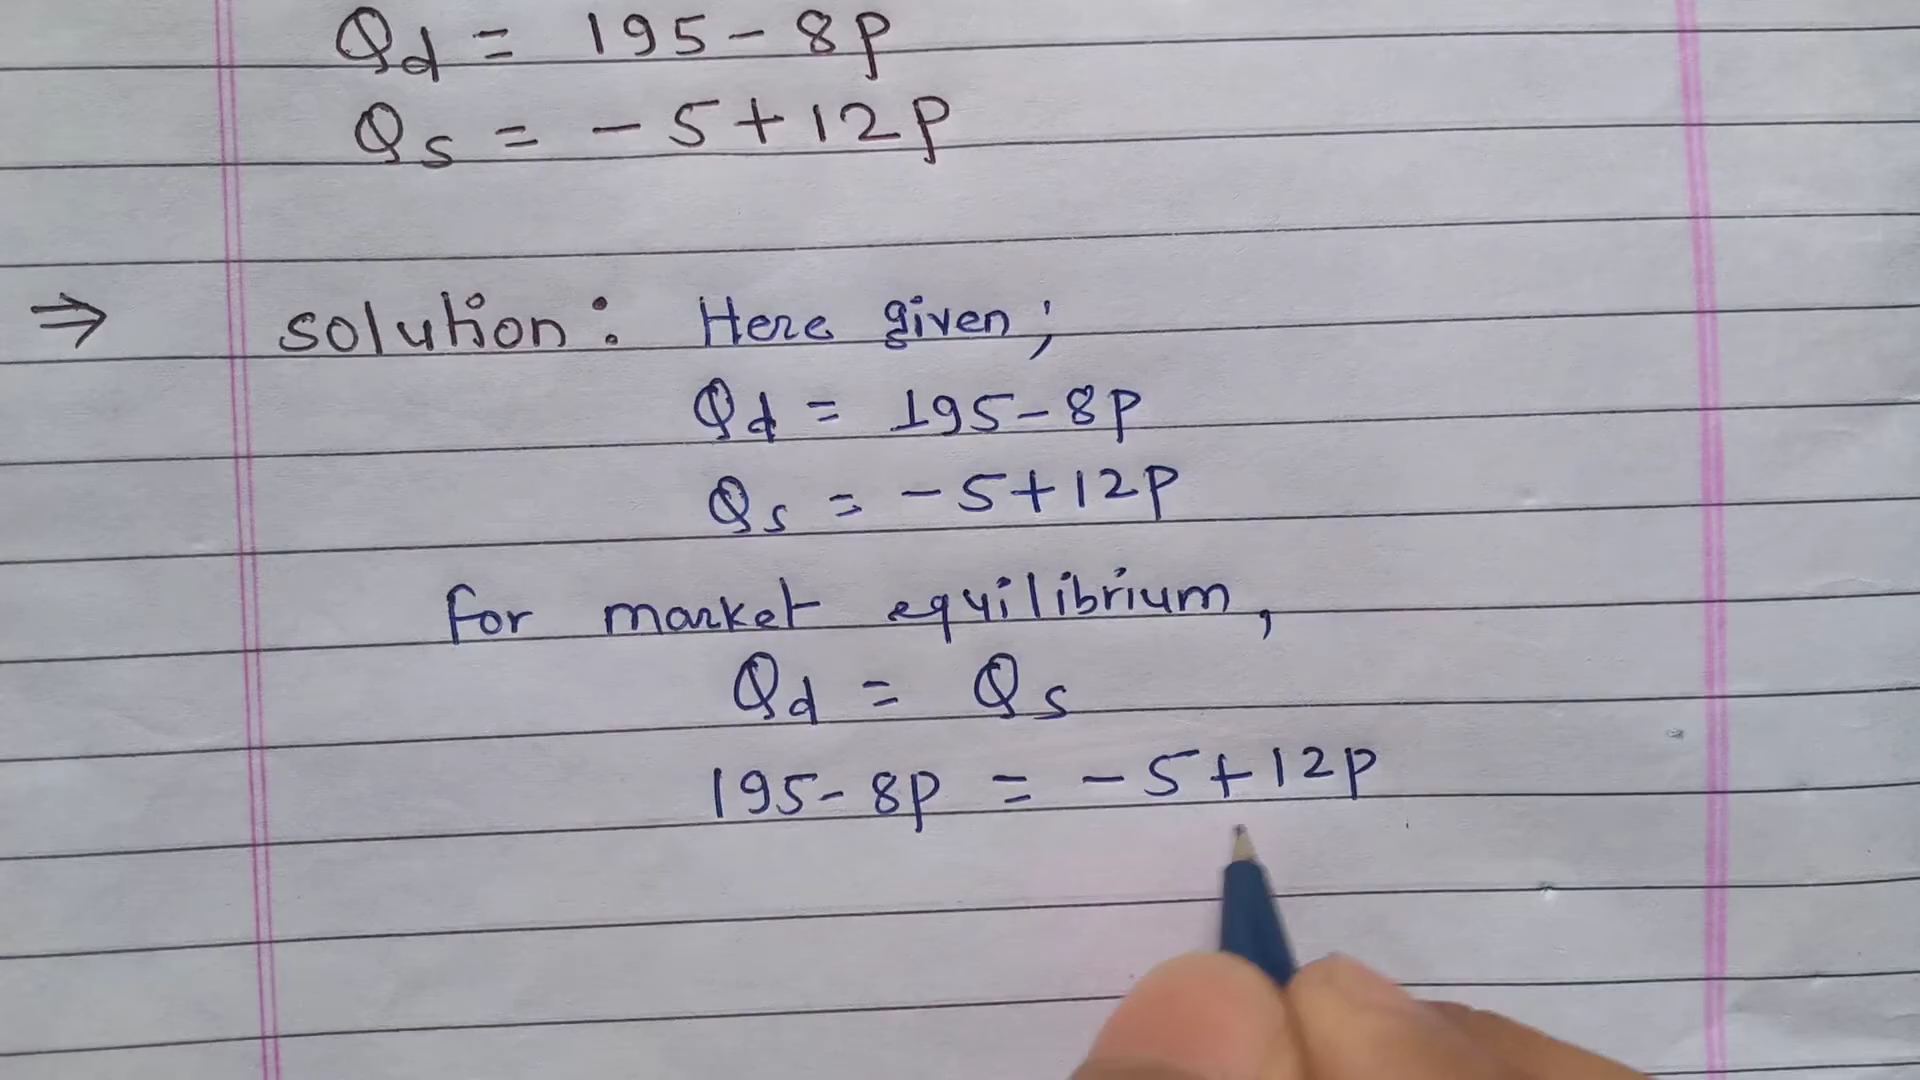 Qd = 195 - 8p
Qs = - 5 + 12p
⇒ solution: Here given;
Qd = 195 - 8p
Qs = - 5 + 12p
for market equilibrium,
Qd = Qs
195 - 8p = - 5 + 12p